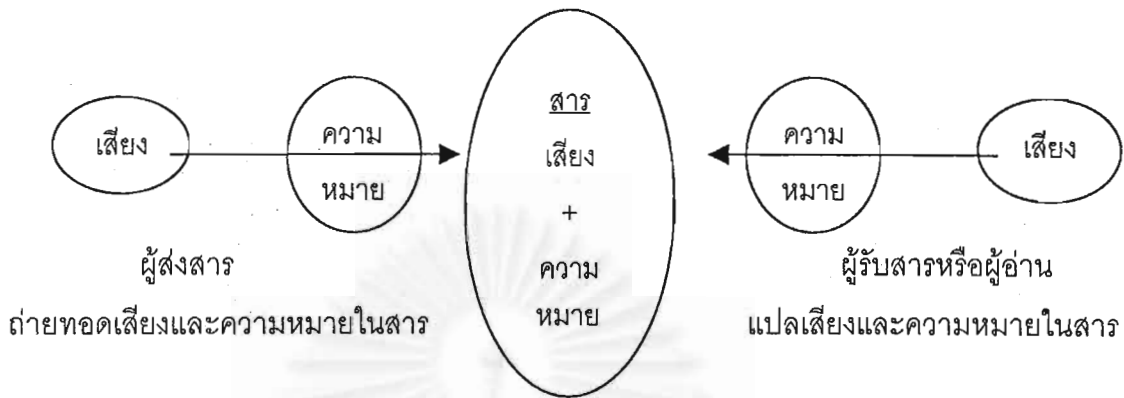 เสียง
ความ
หมาย
ผู้ส่งสาร
ถ่ายทอดเสียงและความหมายในสาร
สาร
เสียง
+
ความ
หมาย
ความ
หมาย
เสียง
ผู้รับสารหรือผู้อ่าน
แปลเสียงและความหมายในสาร